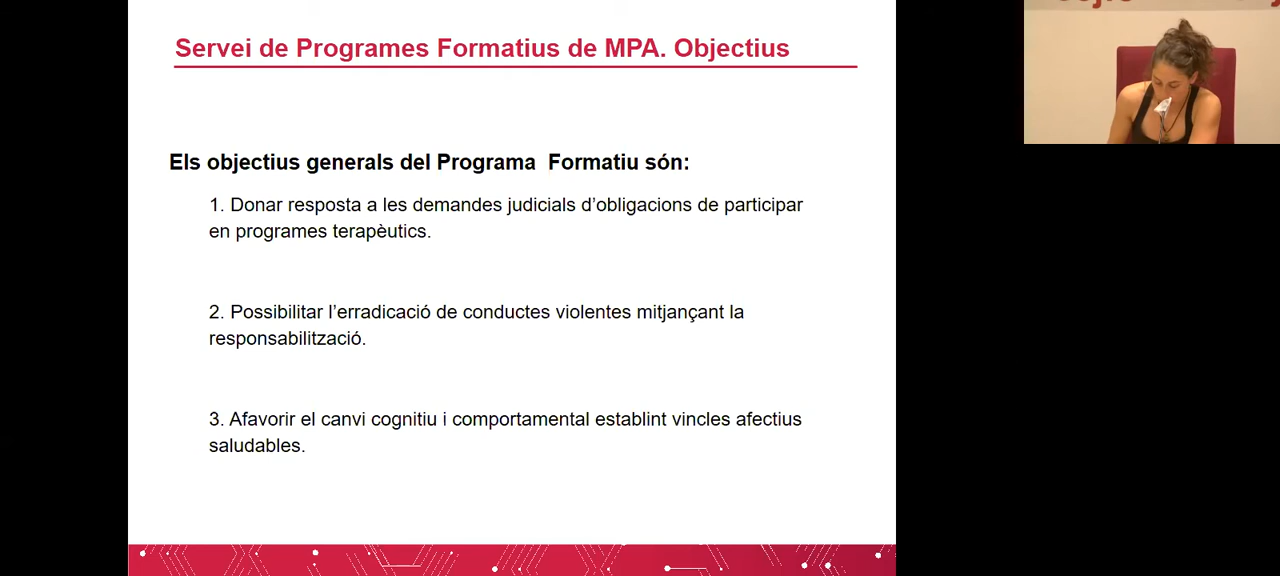 Servei de Programes Formatius de MPA. Objectius
Els objectius generals del Programa Formatiu són:
1. Donar resposta a les demandes judicials d'obligacions de participar
en programes terapèutics.
2. Possibilitar l'erradicació de conductes violentes mitjançant la
responsabilització.
3. Afavorir el canvi cognitiu i comportamental establint vincles afectius
saludables.